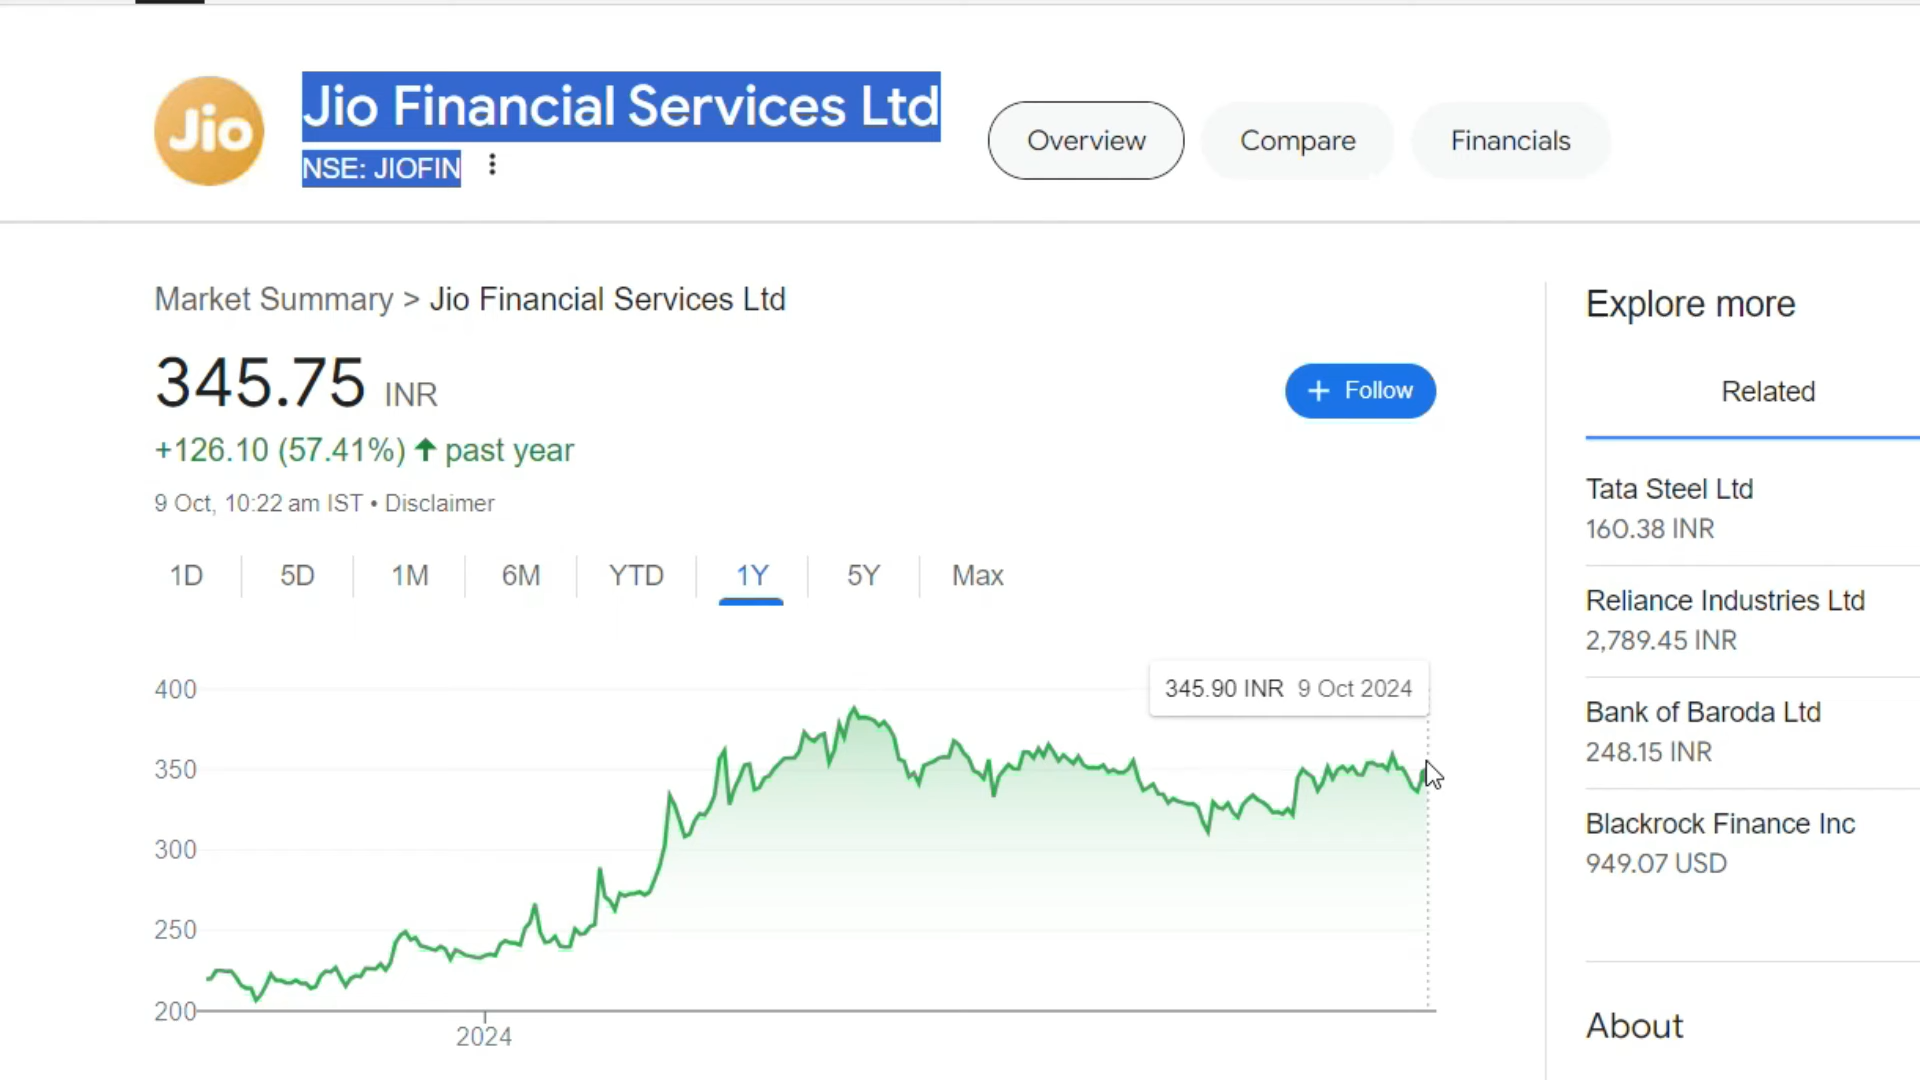 Jio
Jio Financial Services Ltd
NSE: JIOFIN
Overview
Compare
Financials
Market Summary > Jio Financial Services Ltd
345.75 INR
+126.10 (57.41%) ↑ past year
9 Oct, 10:22 am IST • Disclaimer
+ Follow
1D
5D
1M
6M
YTD
1Y
5Y
Max
345.90 INR 9 Oct 2024
400
350
300
250
200
2024
Explore more
Related
Tata Steel Ltd
160.38 INR
Reliance Industries Ltd
2,789.45 INR
Bank of Baroda Ltd
248.15 INR
Blackrock Finance Inc
949.07 USD
About